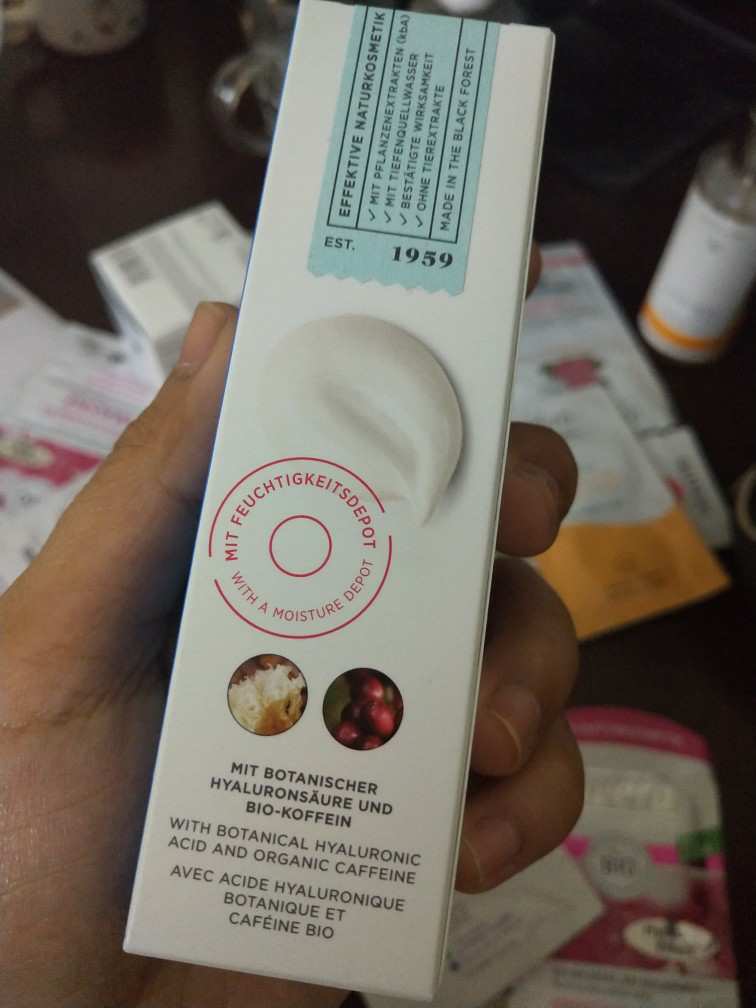 EFFEKTIVE NATURKOSMETIK
✓ MIT PFLANZENEXTRAKTEN (kbA)
✓ MIT TIEFENQUELLWASSER
✓ BESTÄTIGTE WIRKSAMKEIT
✓ OHNE TIEREXTRAKTE
MADE IN THE BLACK FOREST
EST. 1959
MIT FEUCHTIGKEITSDEPOT
WITH A MOISTURE DEPOT
MIT BOTANISCHER
HYALURONSÄURE UND
BIO-KOFFEIN
WITH BOTANICAL HYALURONIC
ACID AND ORGANIC CAFFEINE
AVEC ACIDE HYALURONIQUE
BOTANIQUE ET
CAFÉINE BIO
BIO